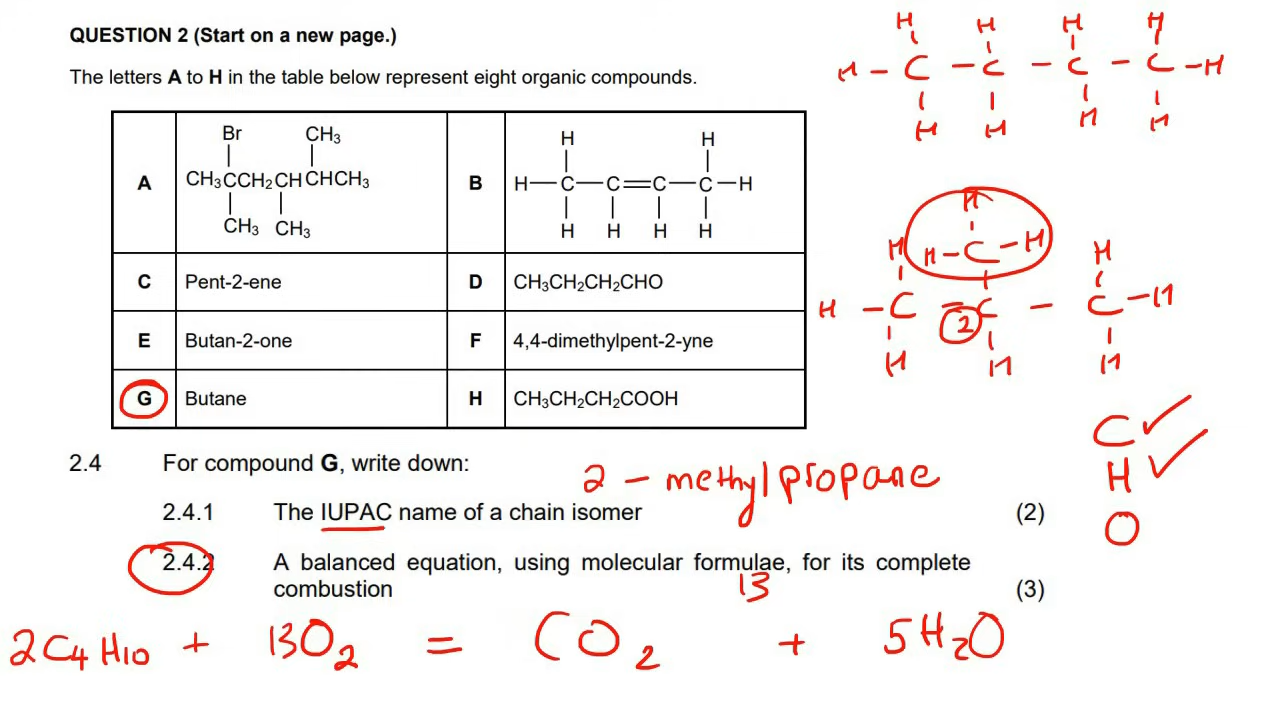 QUESTION 2 (Start on a new page.)
The letters A to H in the table below represent eight organic compounds.
A
Br CH₃
CH₃CCH₂CHCHCH₃
CH₃ CH₃
B
H H
H—C—C=C—C—H
H H H H
C Pent-2-ene D CH₃CH₂CH₂CHO
E Butan-2-one F 4,4-dimethylpent-2-yne
G Butane H CH₃CH₂CH₂COOH
H H H H
H – C – C – C – C – H
H H H H
H
H H – C – H H
H – C – C – C – H
2
H H H
C ✓
H ✓
O
2.4 For compound G, write down:
2 – methylpropane
2.4.1 The IUPAC name of a chain isomer (2)
2.4.2 A balanced equation, using molecular formulae, for its complete
combustion (3)
13
2C₄H₁₀ + 13O₂ = CO₂ + 5H₂O